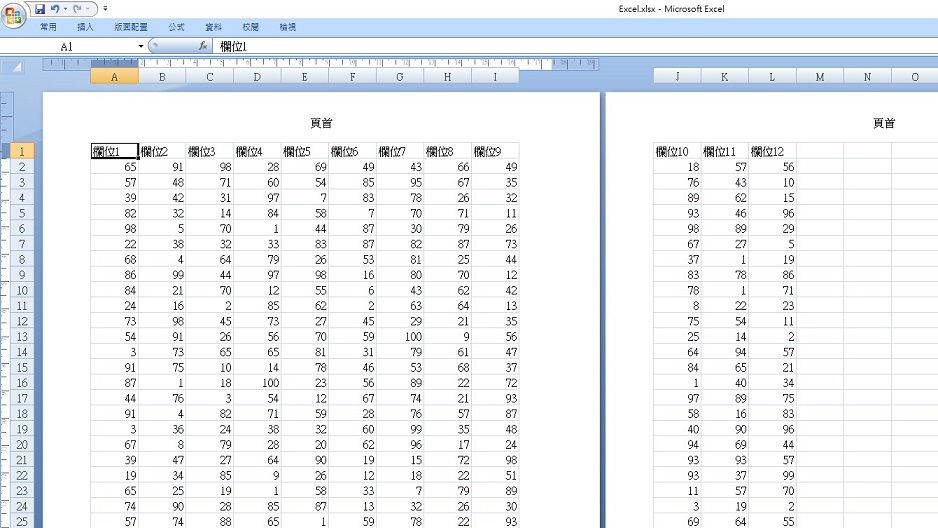 Excel.xlsx - Microsoft Excel
常用 插入 版面配置 公式 資料 校閱 檢視
A1 fx 欄位1
A B C D E F G H I J K L M N O
頁首 頁首
1 欄位1 欄位2 欄位3 欄位4 欄位5 欄位6 欄位7 欄位8 欄位9 欄位10 欄位11 欄位12
2 65 91 98 28 69 49 43 66 49 18 57 56
3 57 48 71 60 54 85 95 67 35 76 43 10
4 39 42 31 97 7 83 78 26 32 89 62 15
5 82 32 14 84 58 7 70 71 11 93 46 96
6 98 5 70 1 44 87 30 79 26 98 89 29
7 22 38 32 33 83 87 82 87 73 67 27 5
8 68 4 64 79 26 53 81 25 44 37 1 19
9 86 99 44 97 98 16 80 70 12 83 78 86
10 84 21 70 12 55 6 43 62 42 78 1 71
11 24 16 2 85 62 2 63 64 13 8 22 23
12 73 98 45 73 27 45 29 21 35 75 54 11
13 54 91 26 56 70 59 100 9 56 25 14 2
14 3 73 65 65 81 31 79 61 47 64 94 57
15 91 75 10 14 78 46 53 68 37 84 65 21
16 87 1 18 100 23 56 89 22 72 1 40 34
17 44 76 3 54 12 67 74 21 93 97 89 75
18 91 4 82 71 59 28 76 57 87 58 16 83
19 3 36 24 38 32 60 99 35 48 40 90 96
20 67 8 79 28 20 62 96 17 24 94 69 44
21 39 47 27 64 90 19 15 72 98 93 93 57
22 19 34 85 9 26 12 18 22 51 93 37 99
23 65 25 19 1 58 33 7 79 89 11 57 70
24 74 90 28 85 87 13 32 26 30 3 19 2
25 57 74 88 65 1 59 78 22 93 69 64 55